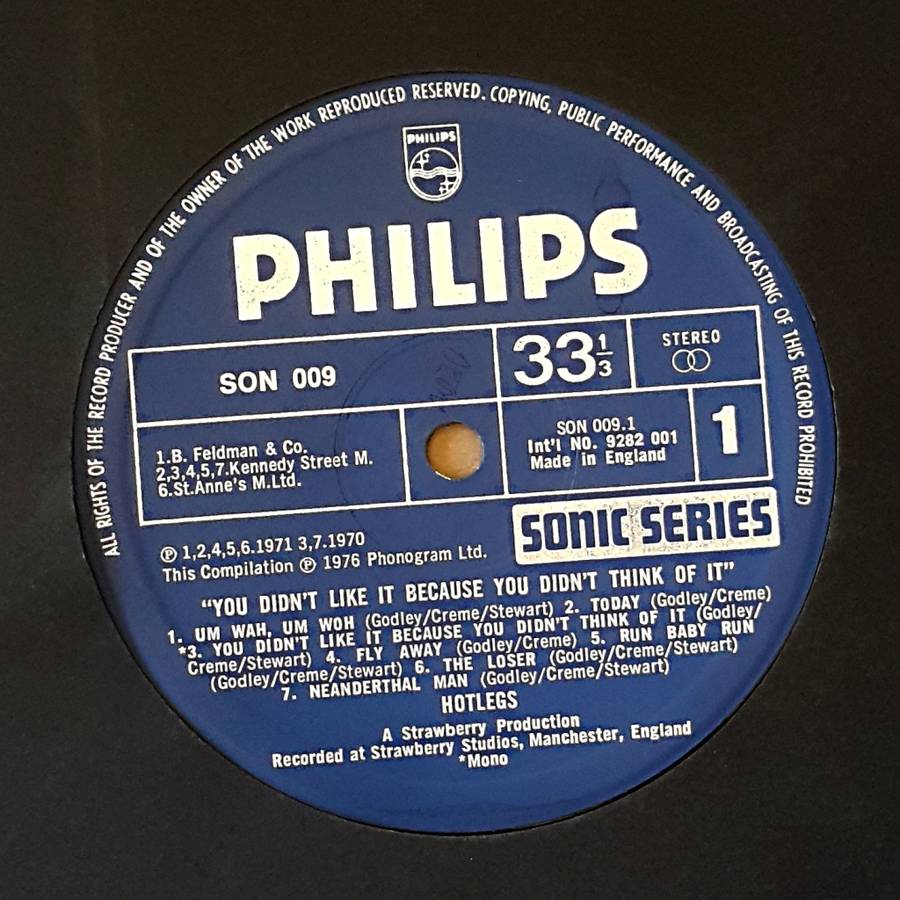 ALL RIGHTS OF THE RECORD PRODUCER AND OF THE OWNER OF THE WORK REPRODUCED RESERVED. COPYING, PUBLIC PERFORMANCE AND BROADCASTING OF THIS RECORD PROHIBITED
PHILIPS
PHILIPS
SON 009
33 1/3
STEREO
1.B. Feldman & Co.
2,3,4,5,7.Kennedy Street M.
6.St.Anne's M.Ltd.
SON 009.1
Int'l No. 9282 001
Made in England
1
SONIC SERIES
℗ 1,2,4,5,6.1971 3,7.1970
This Compilation ℗ 1976 Phonogram Ltd.
"YOU DIDN'T LIKE IT BECAUSE YOU DIDN'T THINK OF IT"
1. UM WAH, UM WOH (Godley/Creme/Stewart) 2. TODAY (Godley/Creme)
*3. YOU DIDN'T LIKE IT BECAUSE YOU DIDN'T THINK OF IT (Godley/
Creme/Stewart) 4. FLY AWAY (Godley/Creme) 5. RUN BABY RUN
(Godley/Creme/Stewart) 6. THE LOSER (Godley/Creme/Stewart)
7. NEANDERTHAL MAN (Godley/Creme/Stewart)
HOTLEGS
A Strawberry Production
Recorded at Strawberry Studios, Manchester, England
*Mono